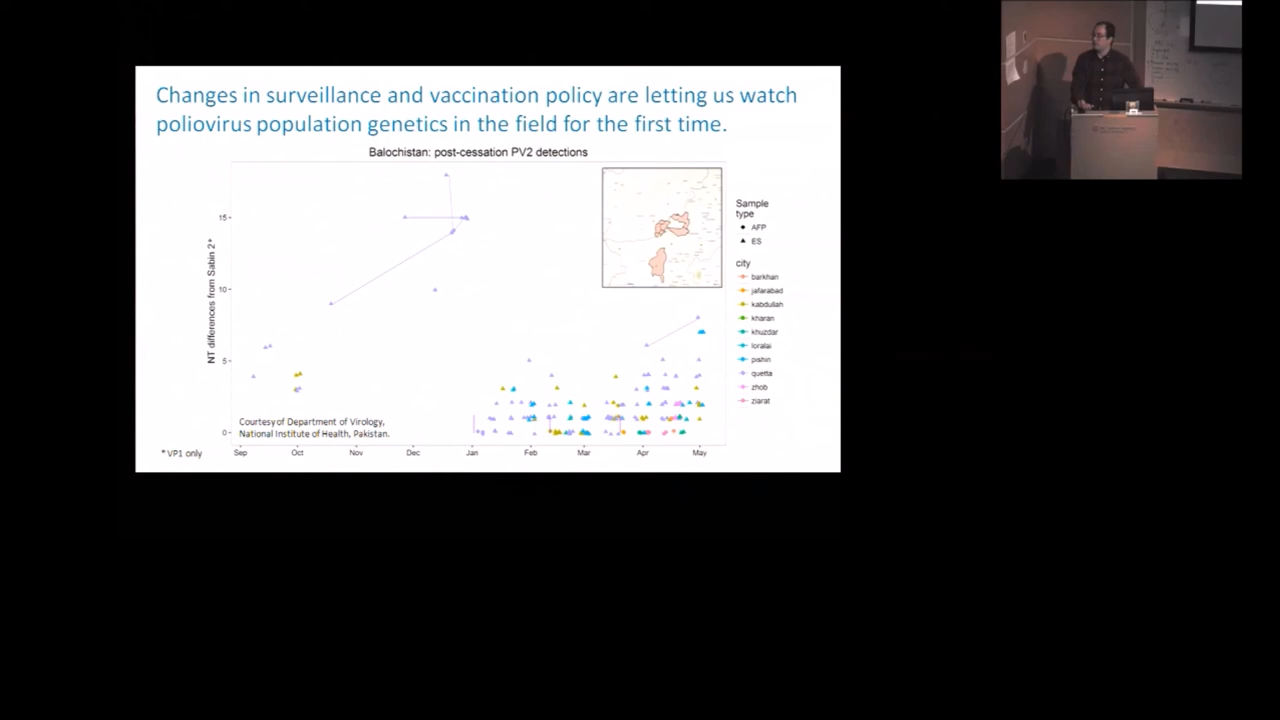 Changes in surveillance and vaccination policy are letting us watch
poliovirus population genetics in the field for the first time.
Balochistan: post-cessation PV2 detections
NT differences from Sabin 2*
15
10
5
0
Courtesy of Department of Virology,
National Institute of Health, Pakistan.
Sep Oct Nov Dec Jan Feb Mar Apr May
* VP1 only
Sample
type
AFP
ES
city
barkhan
jafarabad
kabdullah
kharan
khuzdar
loralai
pishin
quetta
zhob
ziarat